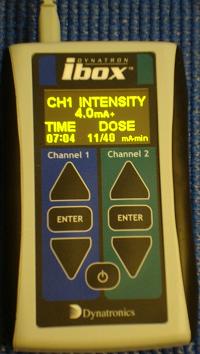 DYNATRON
ibox™
CH1 INTENSITY
4.0mA+
TIME DOSE
07:04 11/40 mA-min
Channel 1 Channel 2
ENTER ENTER
Dynatronics